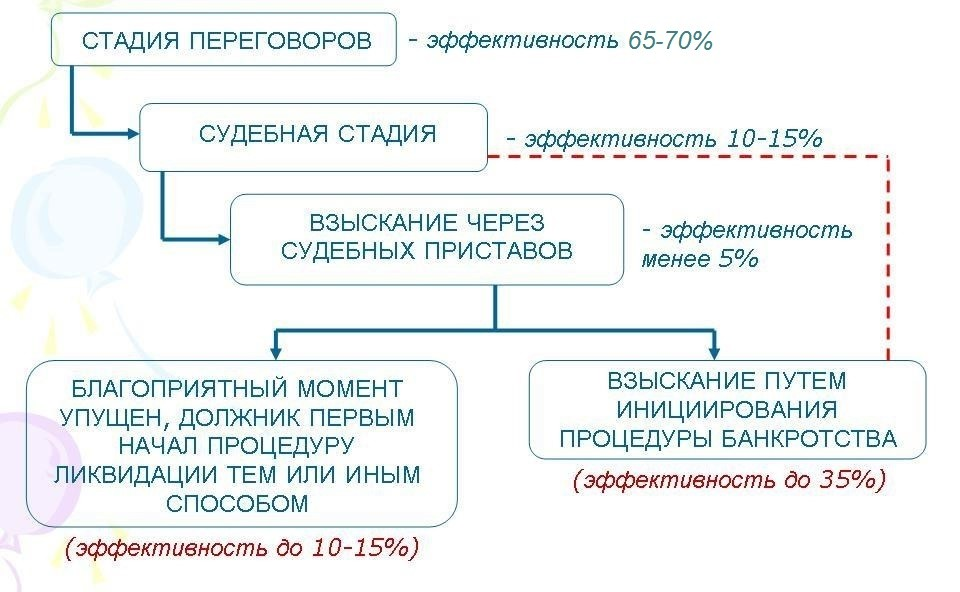 СТАДИЯ ПЕРЕГОВОРОВ
- эффективность 65-70%
СУДЕБНАЯ СТАДИЯ
- эффективность 10-15%
ВЗЫСКАНИЕ ЧЕРЕЗ
СУДЕБНЫХ ПРИСТАВОВ
- эффективность
менее 5%
БЛАГОПРИЯТНЫЙ МОМЕНТ
УПУЩЕН, ДОЛЖНИК ПЕРВЫМ
НАЧАЛ ПРОЦЕДУРУ
ЛИКВИДАЦИИ ТЕМ ИЛИ ИНЫМ
СПОСОБОМ
(эффективность до 10-15%)
ВЗЫСКАНИЕ ПУТЕМ
ИНИЦИИРОВАНИЯ
ПРОЦЕДУРЫ БАНКРОТСТВА
(эффективность до 35%)